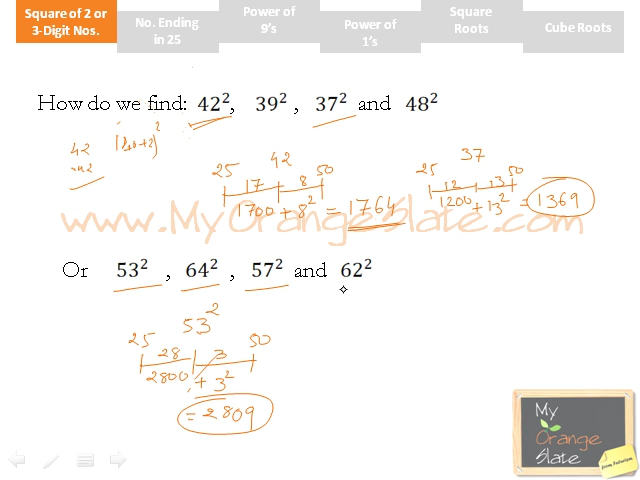 Square of 2 or
3-Digit Nos.
No. Ending
in 25
Power of
9's
Power of
1's
Square
Roots
Cube Roots
How do we find: 42², 39² , 37² and 48²
42
(40+2)²
42
25 50
17 8
1700 + 8² = 1764
37
25 50
12 13
1200 + 13² = 1369
www.MyOrangeSlate.com
Or 53² , 64² , 57² and 62²
53²
25 50
28 3
2800 + 3²
= 2809
My
Orange
Slate